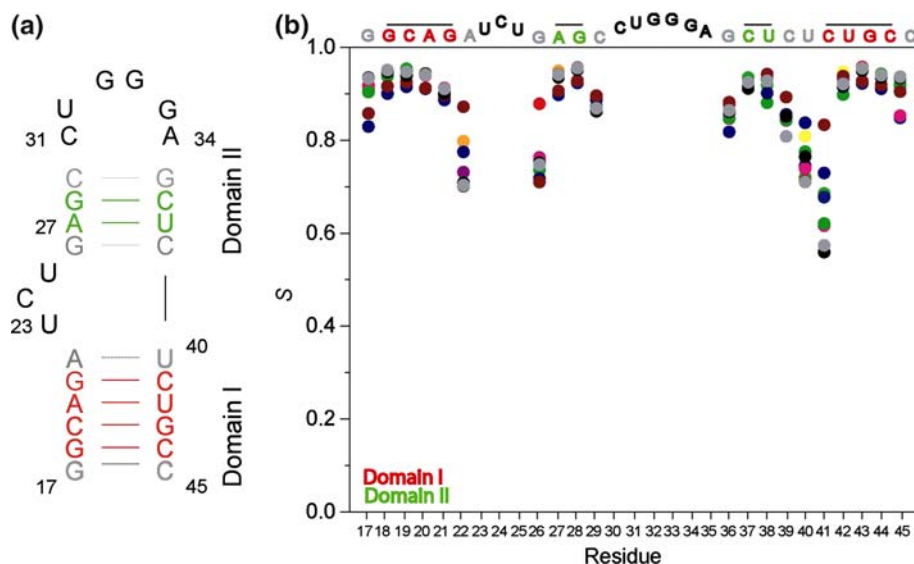 (a)
G G
U G
31 C A 34
C G
G C
27 A U
G C
U
C
23 U
40
A U
G C
A U
C G
G C
17 G C 45
Domain II
Domain I
(b)
G G C A G A U C U G A G C C U G G G A G C U C U C U G C C
1.0
0.8
0.6
0.4
0.2
0.0
S
Domain I
Domain II
17 18 19 20 21 22 23 24 25 26 27 28 29 30 31 32 33 34 35 36 37 38 39 40 41 42 43 44 45
Residue